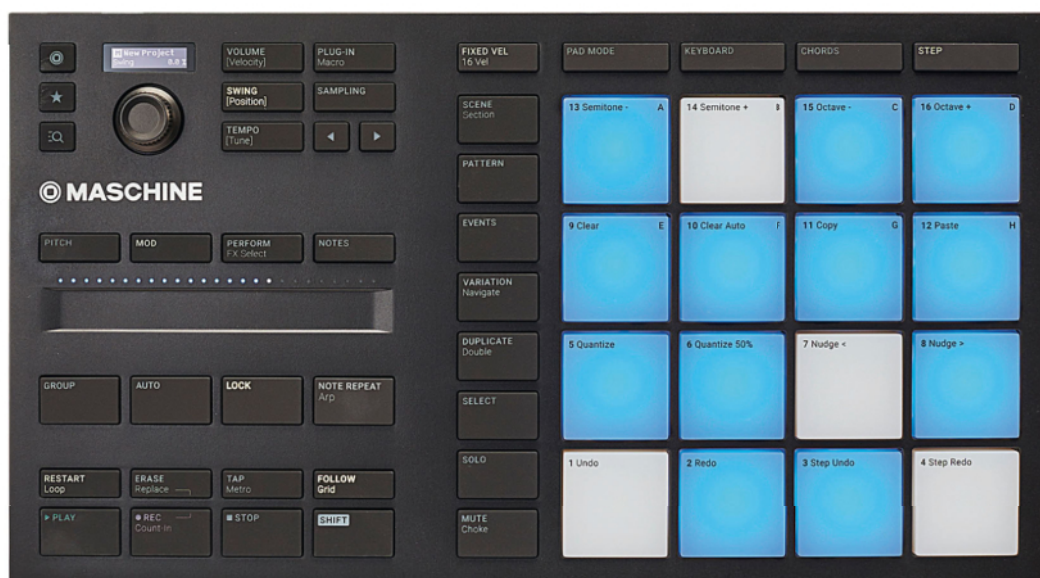 New Project
Swing 0.0 %
VOLUME
[Velocity]
PLUG-IN
Macro
SWING
[Position]
SAMPLING
TEMPO
[Tune]
MASCHINE
PITCH
MOD
PERFORM
FX Select
NOTES
GROUP
AUTO
LOCK
NOTE REPEAT
Arp
RESTART
Loop
ERASE
Replace
TAP
Metro
FOLLOW
Grid
PLAY
REC
Count-In
STOP
SHIFT
FIXED VEL
16 Vel
SCENE
Section
PATTERN
EVENTS
VARIATION
Navigate
DUPLICATE
Double
SELECT
SOLO
MUTE
Choke
PAD MODE
KEYBOARD
CHORDS
STEP
13 Semitone - A
14 Semitone + B
15 Octave - C
16 Octave + D
9 Clear E
10 Clear Auto F
11 Copy G
12 Paste H
5 Quantize
6 Quantize 50%
7 Nudge <
8 Nudge >
1 Undo
2 Redo
3 Step Undo
4 Step Redo